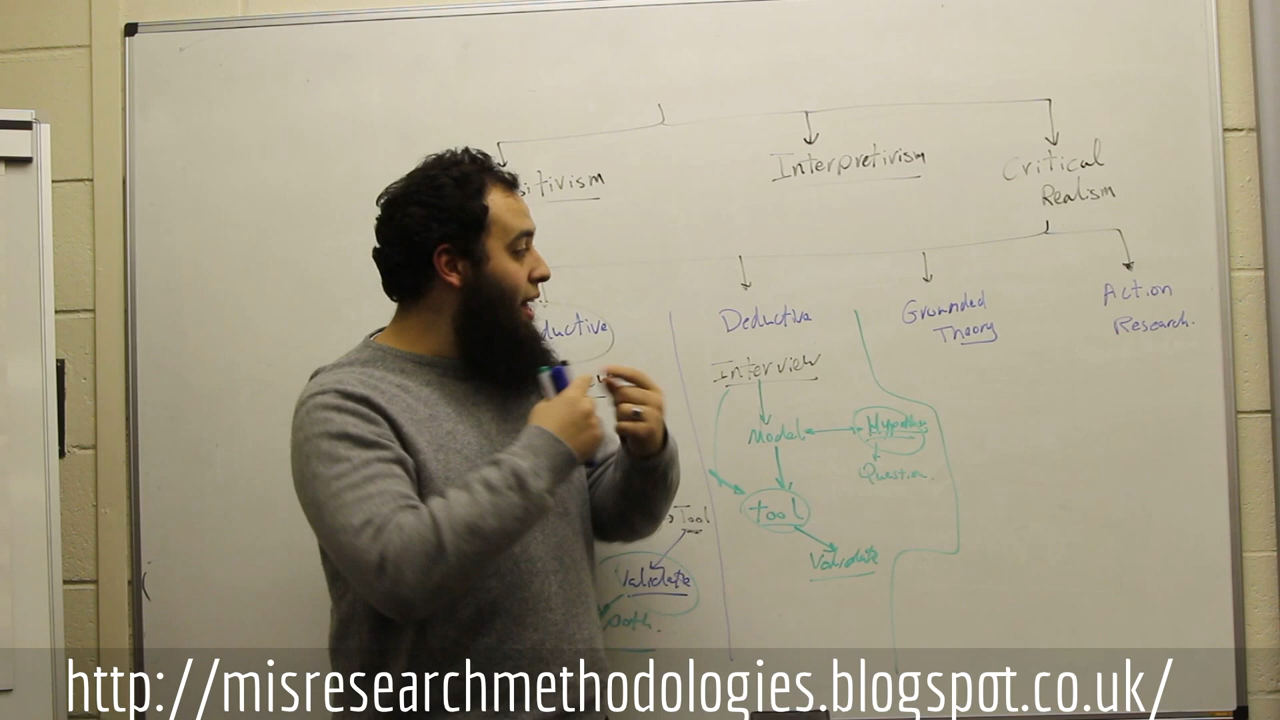 sitivism
Interpretivism
Critical
Realism
ductive
Deductive
Grounded
Theory
Action
Research.
Interview
Model
Question.
tool
Validate
Tool
Validate
http://misresearchmethodologies.blogspot.co.uk/